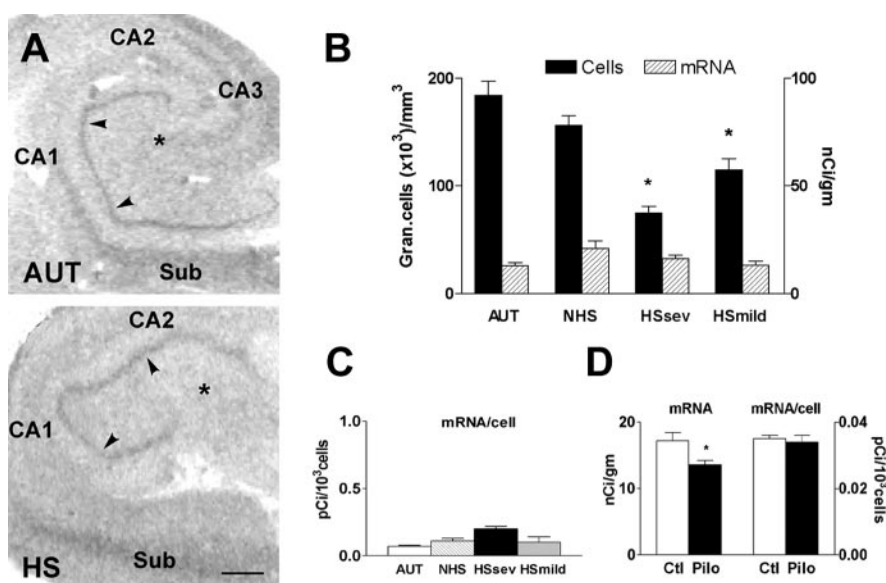 A
CA2
CA3
CA1
*
AUT
Sub
CA2
*
CA1
HS
Sub
B
Cells mRNA
Gran.cells (x10³)/mm³
200
100
0
* *
100
50
0
nCi/gm
AUT NHS HSsev HSmild
C
mRNA/cell
pCi/10³cells
1.0
0.5
0.0
AUT NHS HSsev HSmild
D
mRNA mRNA/cell
nCi/gm
20
15
10
0
*
0.04
0.02
0.00
pCi/10³cells
Ctl Pilo Ctl Pilo